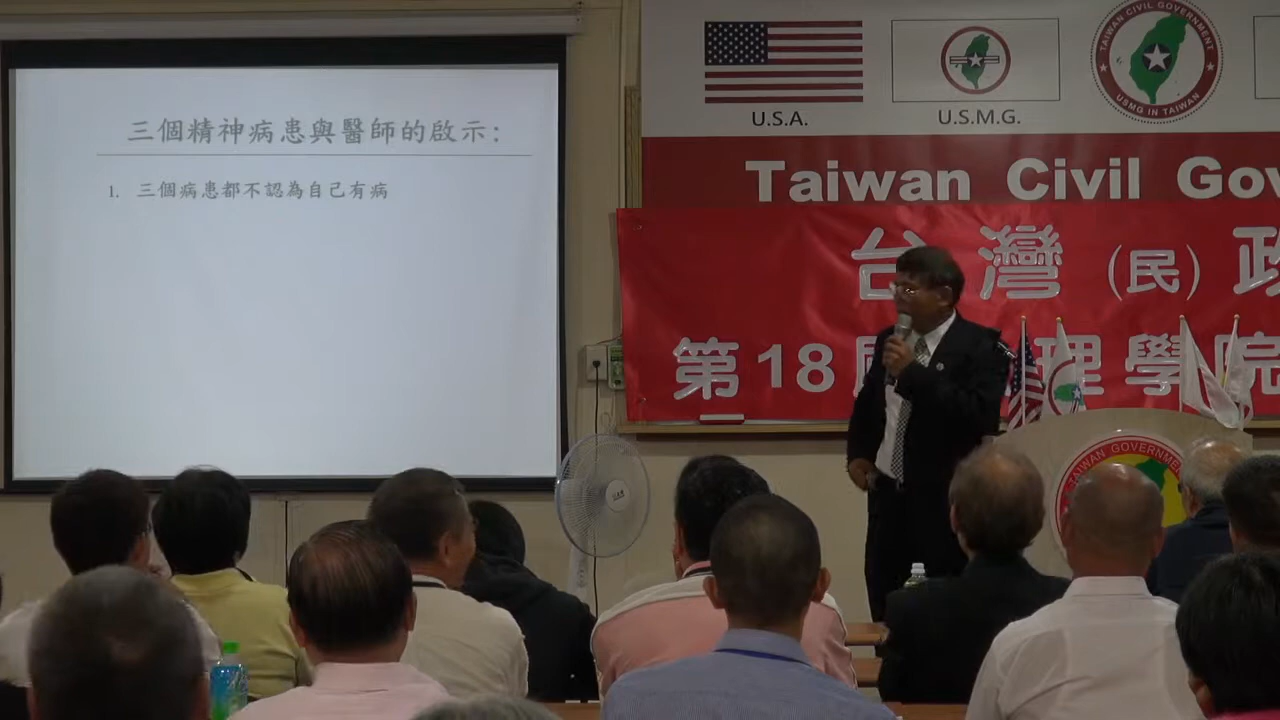 三個精神病患與醫師的啟示:
1. 三個病患都不認為自己有病
U.S.A.
U.S.M.G.
TAIWAN CIVIL GOVERNMENT
USMG IN TAIWAN
Taiwan Civil Gov
台灣(民)政
第18屆 理學院
TAIWAN GOVERNMENT